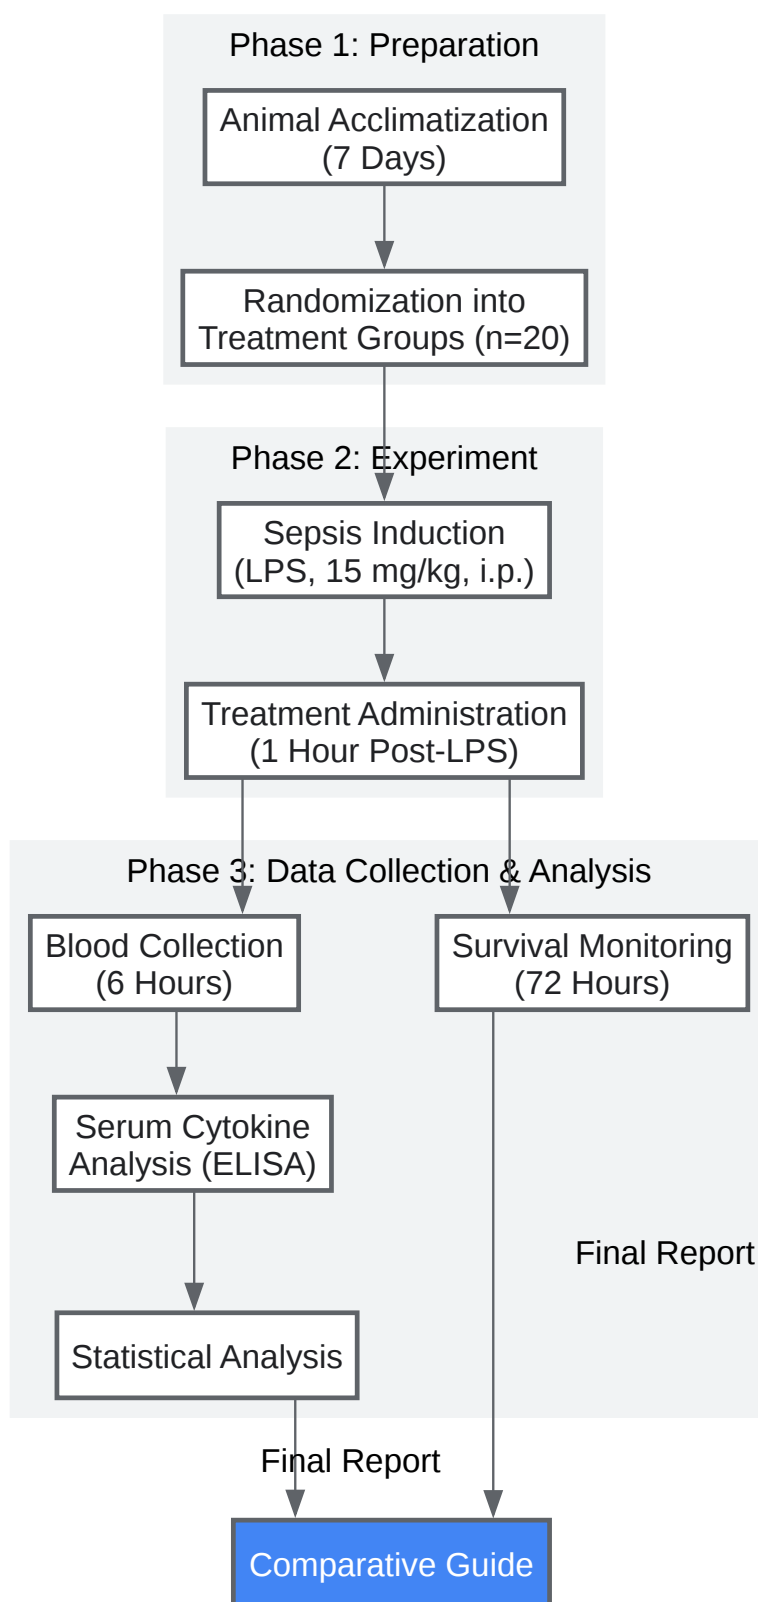 Phase 1: Preparation
Animal Acclimatization
(7 Days)
Randomization into
Treatment Groups (n=20)
Phase 2: Experiment
Sepsis Induction
(LPS, 15 mg/kg, i.p.)
Treatment Administration
(1 Hour Post-LPS)
Phase 3: Data Collection & Analysis
Blood Collection
(6 Hours)
Survival Monitoring
(72 Hours)
Serum Cytokine
Analysis (ELISA)
Final Report
Statistical Analysis
Final Report
Comparative Guide